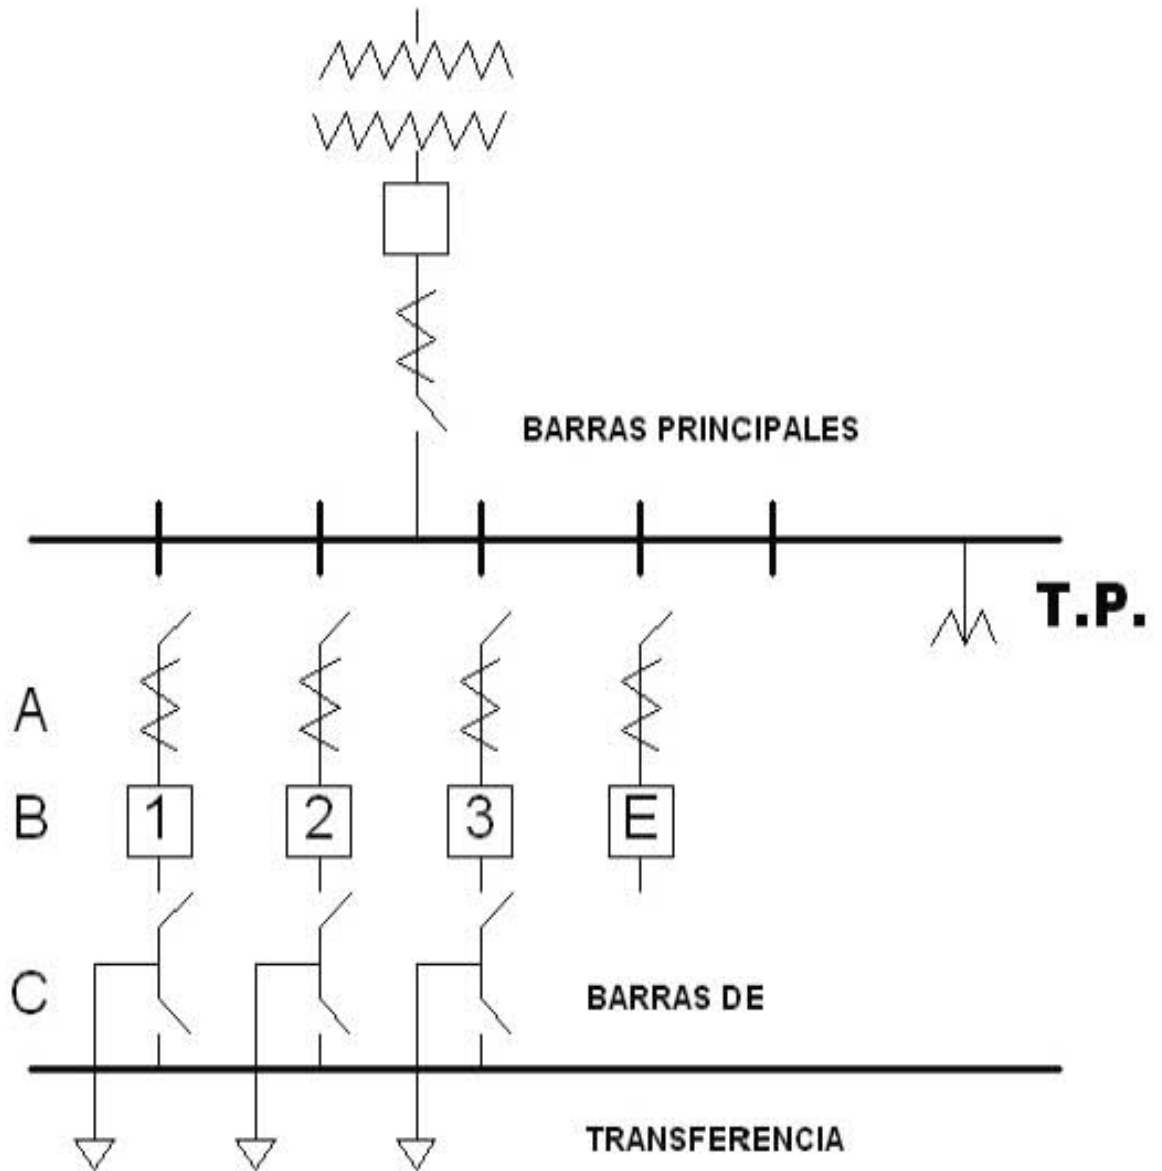 BARRAS PRINCIPALES
T.P.
A
B
1
2
3
E
C
BARRAS DE
TRANSFERENCIA